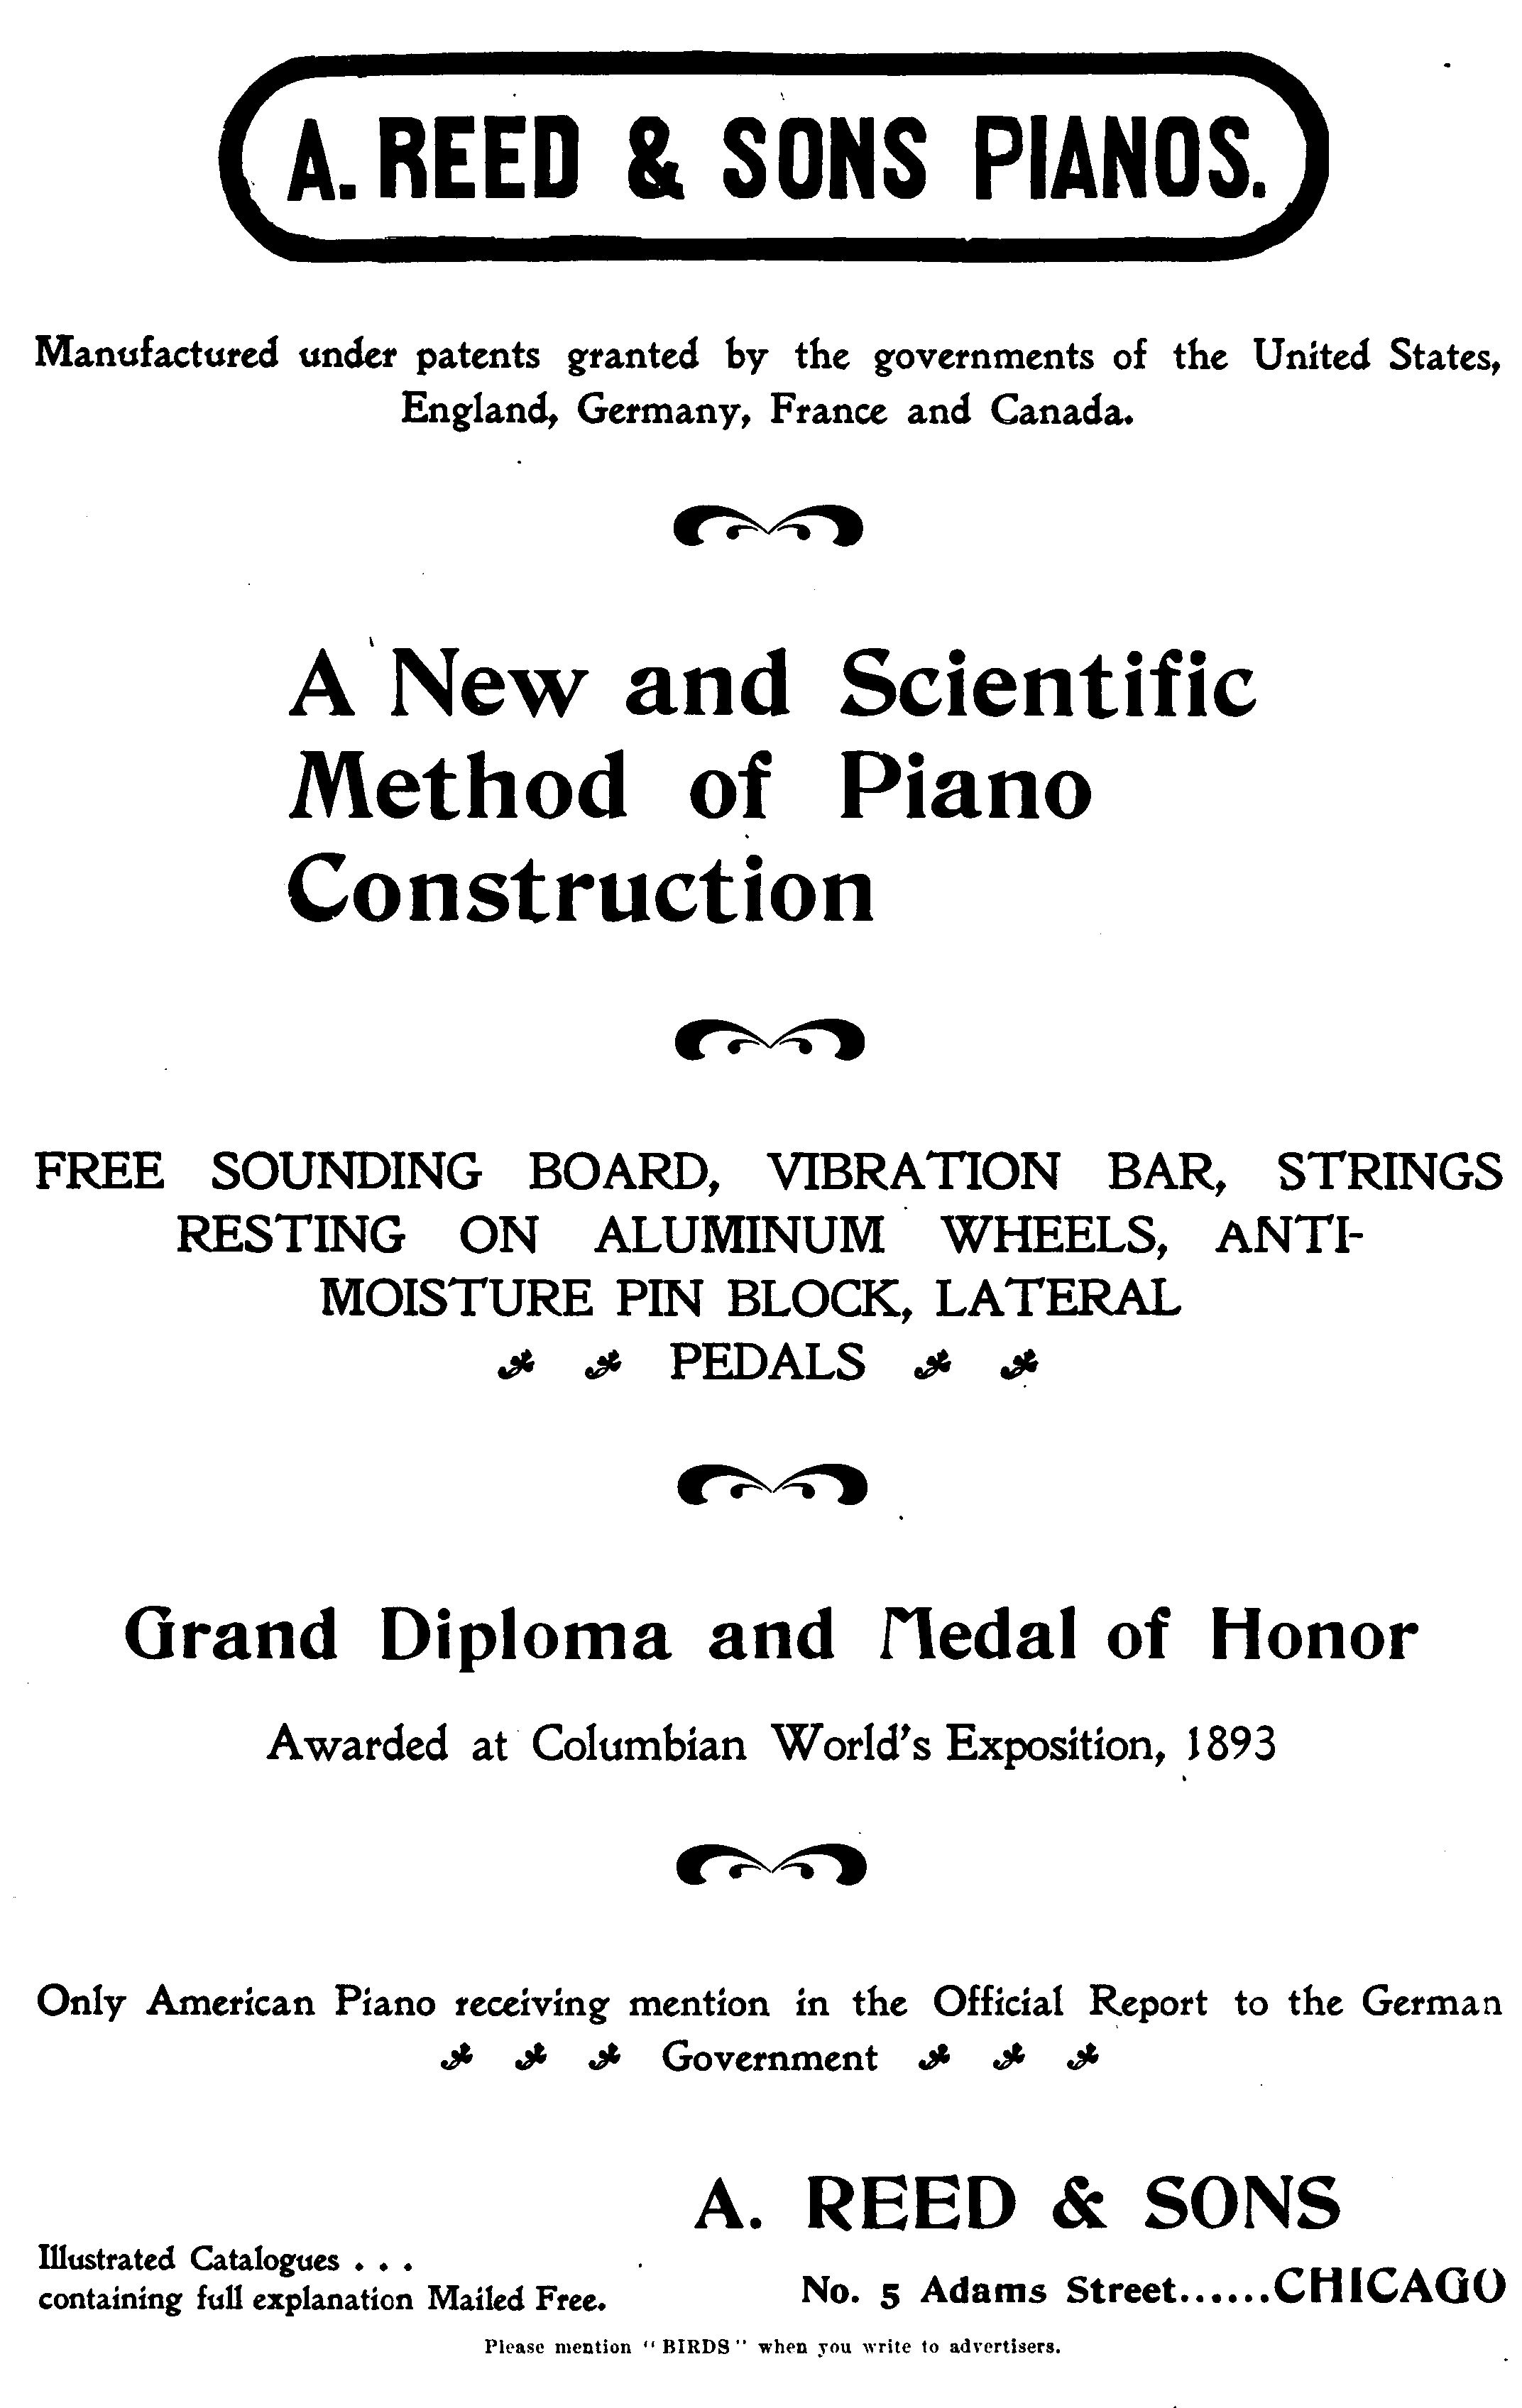 A. REED & SONS PIANOS.
Manufactured under patents granted by the governments of the United States,
England, Germany, France and Canada.
A New and Scientific
Method of Piano
Construction
FREE SOUNDING BOARD, VIBRATION BAR, STRINGS
RESTING ON ALUMINUM WHEELS, ANTI-
MOISTURE PIN BLOCK, LATERAL
PEDALS
Grand Diploma and Medal of Honor
Awarded at Columbian World's Exposition, 1893
Only American Piano receiving mention in the Official Report to the German
Government
A. REED & SONS
Illustrated Catalogues . . .
containing full explanation Mailed Free.
No. 5 Adams Street......CHICAGO
Please mention "BIRDS" when you write to advertisers.